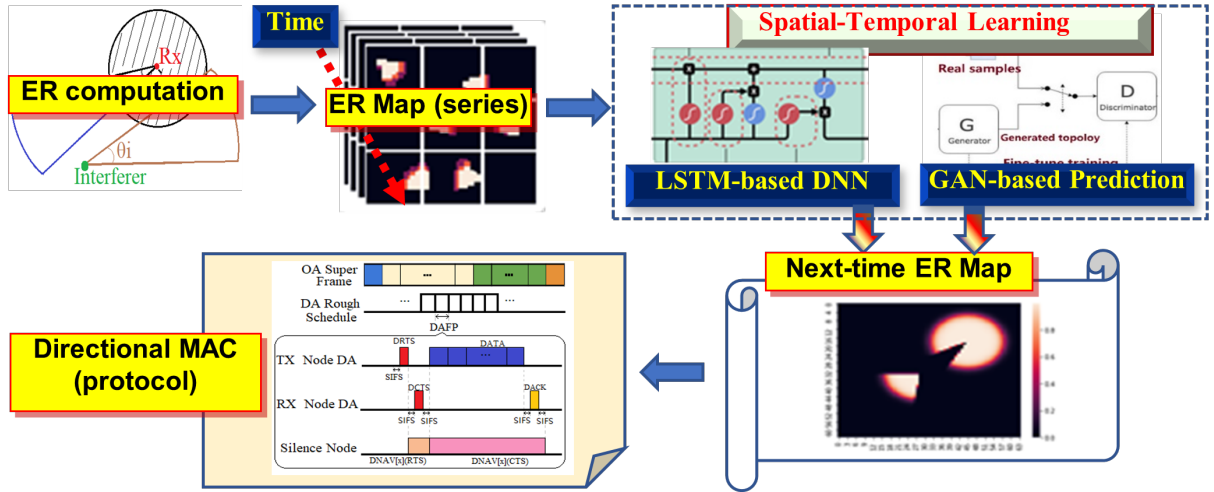 Rx
ER computation
θi
Interferer
Time
ER Map (series)
Spatial-Temporal Learning
Real samples
G
Generator
D
Discriminator
Generated topoloy
Fine-tune training
LSTM-based DNN
GAN-based Prediction
Next-time ER Map
0.8
0.6
0.4
0.2
0.0
Directional MAC
(protocol)
OA Super
Frame
...
...
DA Rough
Schedule
...
...
DAFP
DRTS
DATA
TX Node DA
...
SIFS
DCTS
DACK
RX Node DA
SIFS
SIFS
SIFS
SIFS
Silence Node
DNAV[x](RTS)
DNAV[x](CTS)